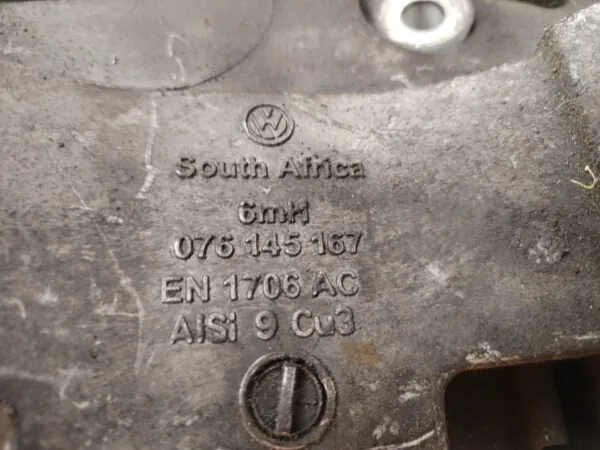 VW
South Africa
6mH
076 145 167
EN 1706 AC
AlSi 9 Cu3